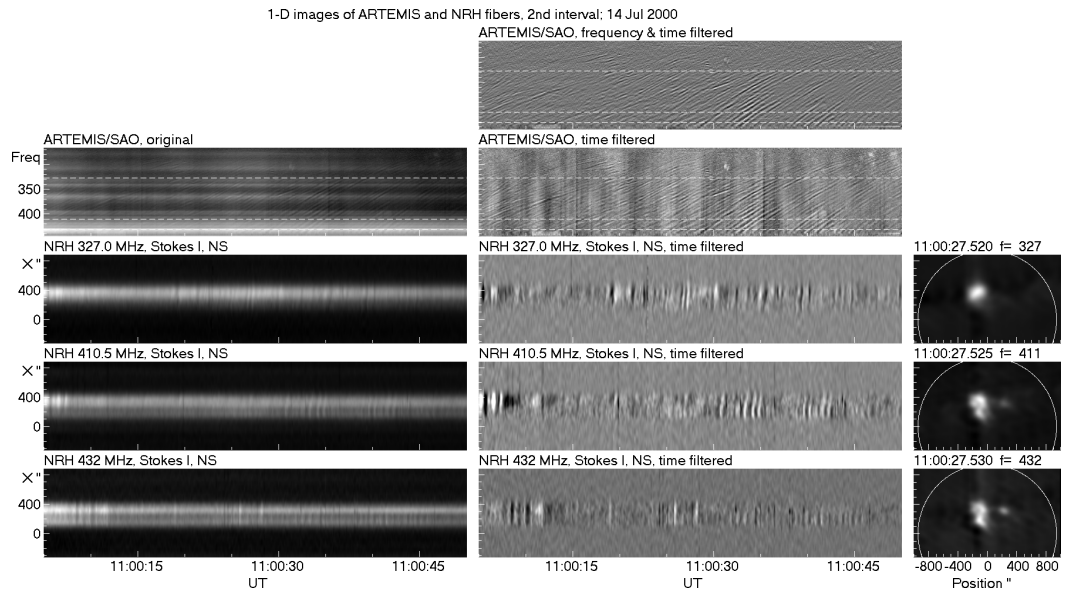 1-D images of ARTEMIS and NRH fibers, 2nd interval; 14 Jul 2000
ARTEMIS/SAO, frequency & time filtered
ARTEMIS/SAO, original
ARTEMIS/SAO, time filtered
Freq
350
400
NRH 327.0 MHz, Stokes I, NS
NRH 327.0 MHz, Stokes I, NS, time filtered
11:00:27.520 f= 327
X "
400
0
NRH 410.5 MHz, Stokes I, NS
NRH 410.5 MHz, Stokes I, NS, time filtered
11:00:27.525 f= 411
X "
400
0
NRH 432 MHz, Stokes I, NS
NRH 432 MHz, Stokes I, NS, time filtered
11:00:27.530 f= 432
X "
400
0
11:00:15 11:00:30 11:00:45
11:00:15 11:00:30 11:00:45
-800 -400 0 400 800
UT
UT
Position "